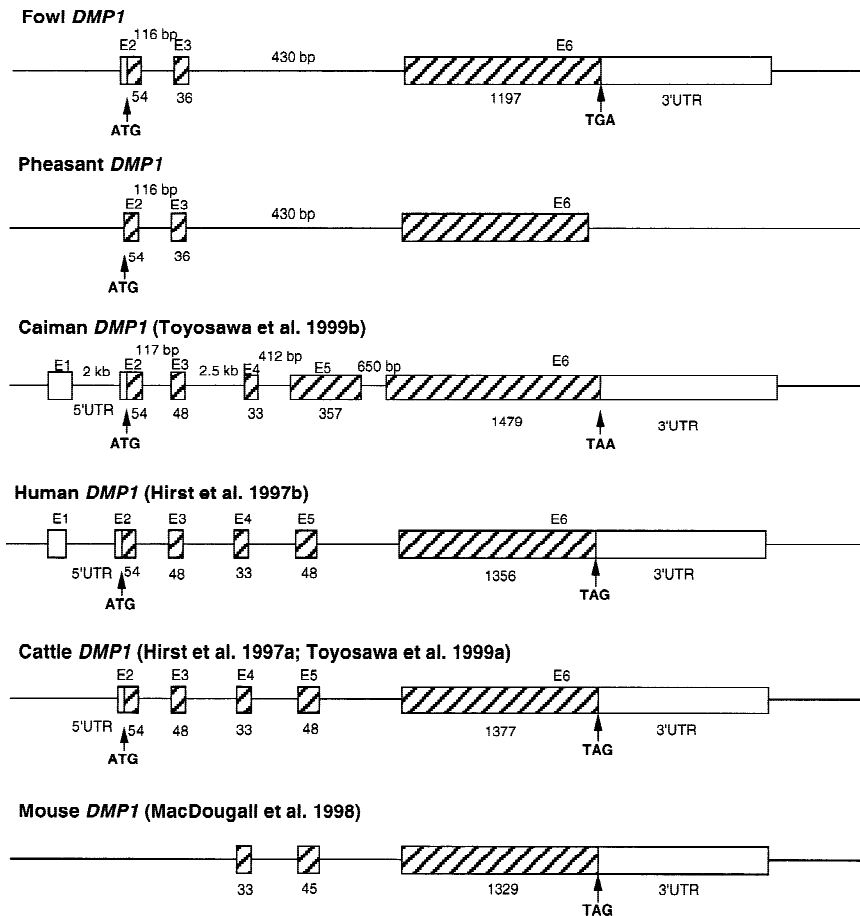 Fowl DMP1
116 bp
E2 E3 E6
430 bp
54 36 1197 3'UTR
ATG TGA
Pheasant DMP1
116 bp
E2 E3 E6
430 bp
54 36
ATG
Caiman DMP1 (Toyosawa et al. 1999b)
117 bp 412 bp
E1 E2 E3 E4 E5 E6
2 kb 2.5 kb 650 bp
5'UTR 54 48 33 357 1479 3'UTR
ATG TAA
Human DMP1 (Hirst et al. 1997b)
E1 E2 E3 E4 E5 E6
5'UTR 54 48 33 48 1356 3'UTR
ATG TAG
Cattle DMP1 (Hirst et al. 1997a; Toyosawa et al. 1999a)
E2 E3 E4 E5 E6
5'UTR 54 48 33 48 1377 3'UTR
ATG TAG
Mouse DMP1 (MacDougall et al. 1998)
33 45 1329 3'UTR
TAG